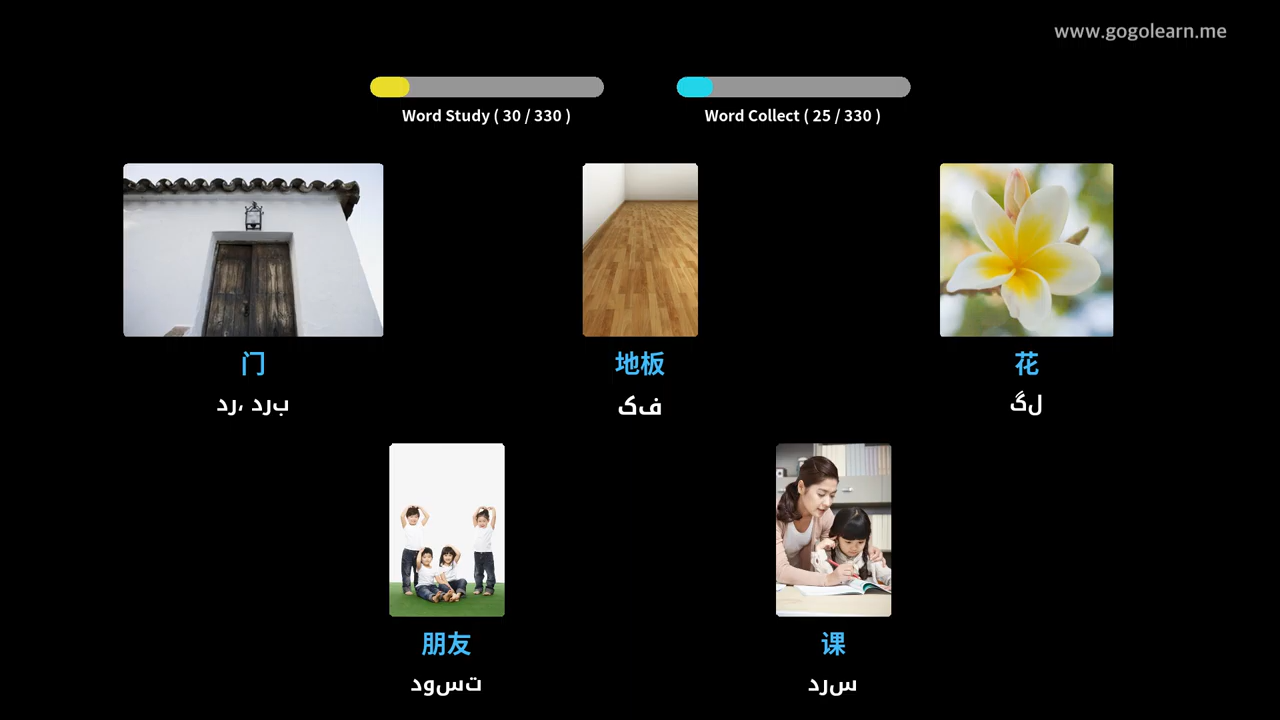 www.gogolearn.me
Word Study ( 30 / 330 )
Word Collect ( 25 / 330 )
门
地板
花
برد ،رد
فک
لگ
朋友
课
تسود
سرد